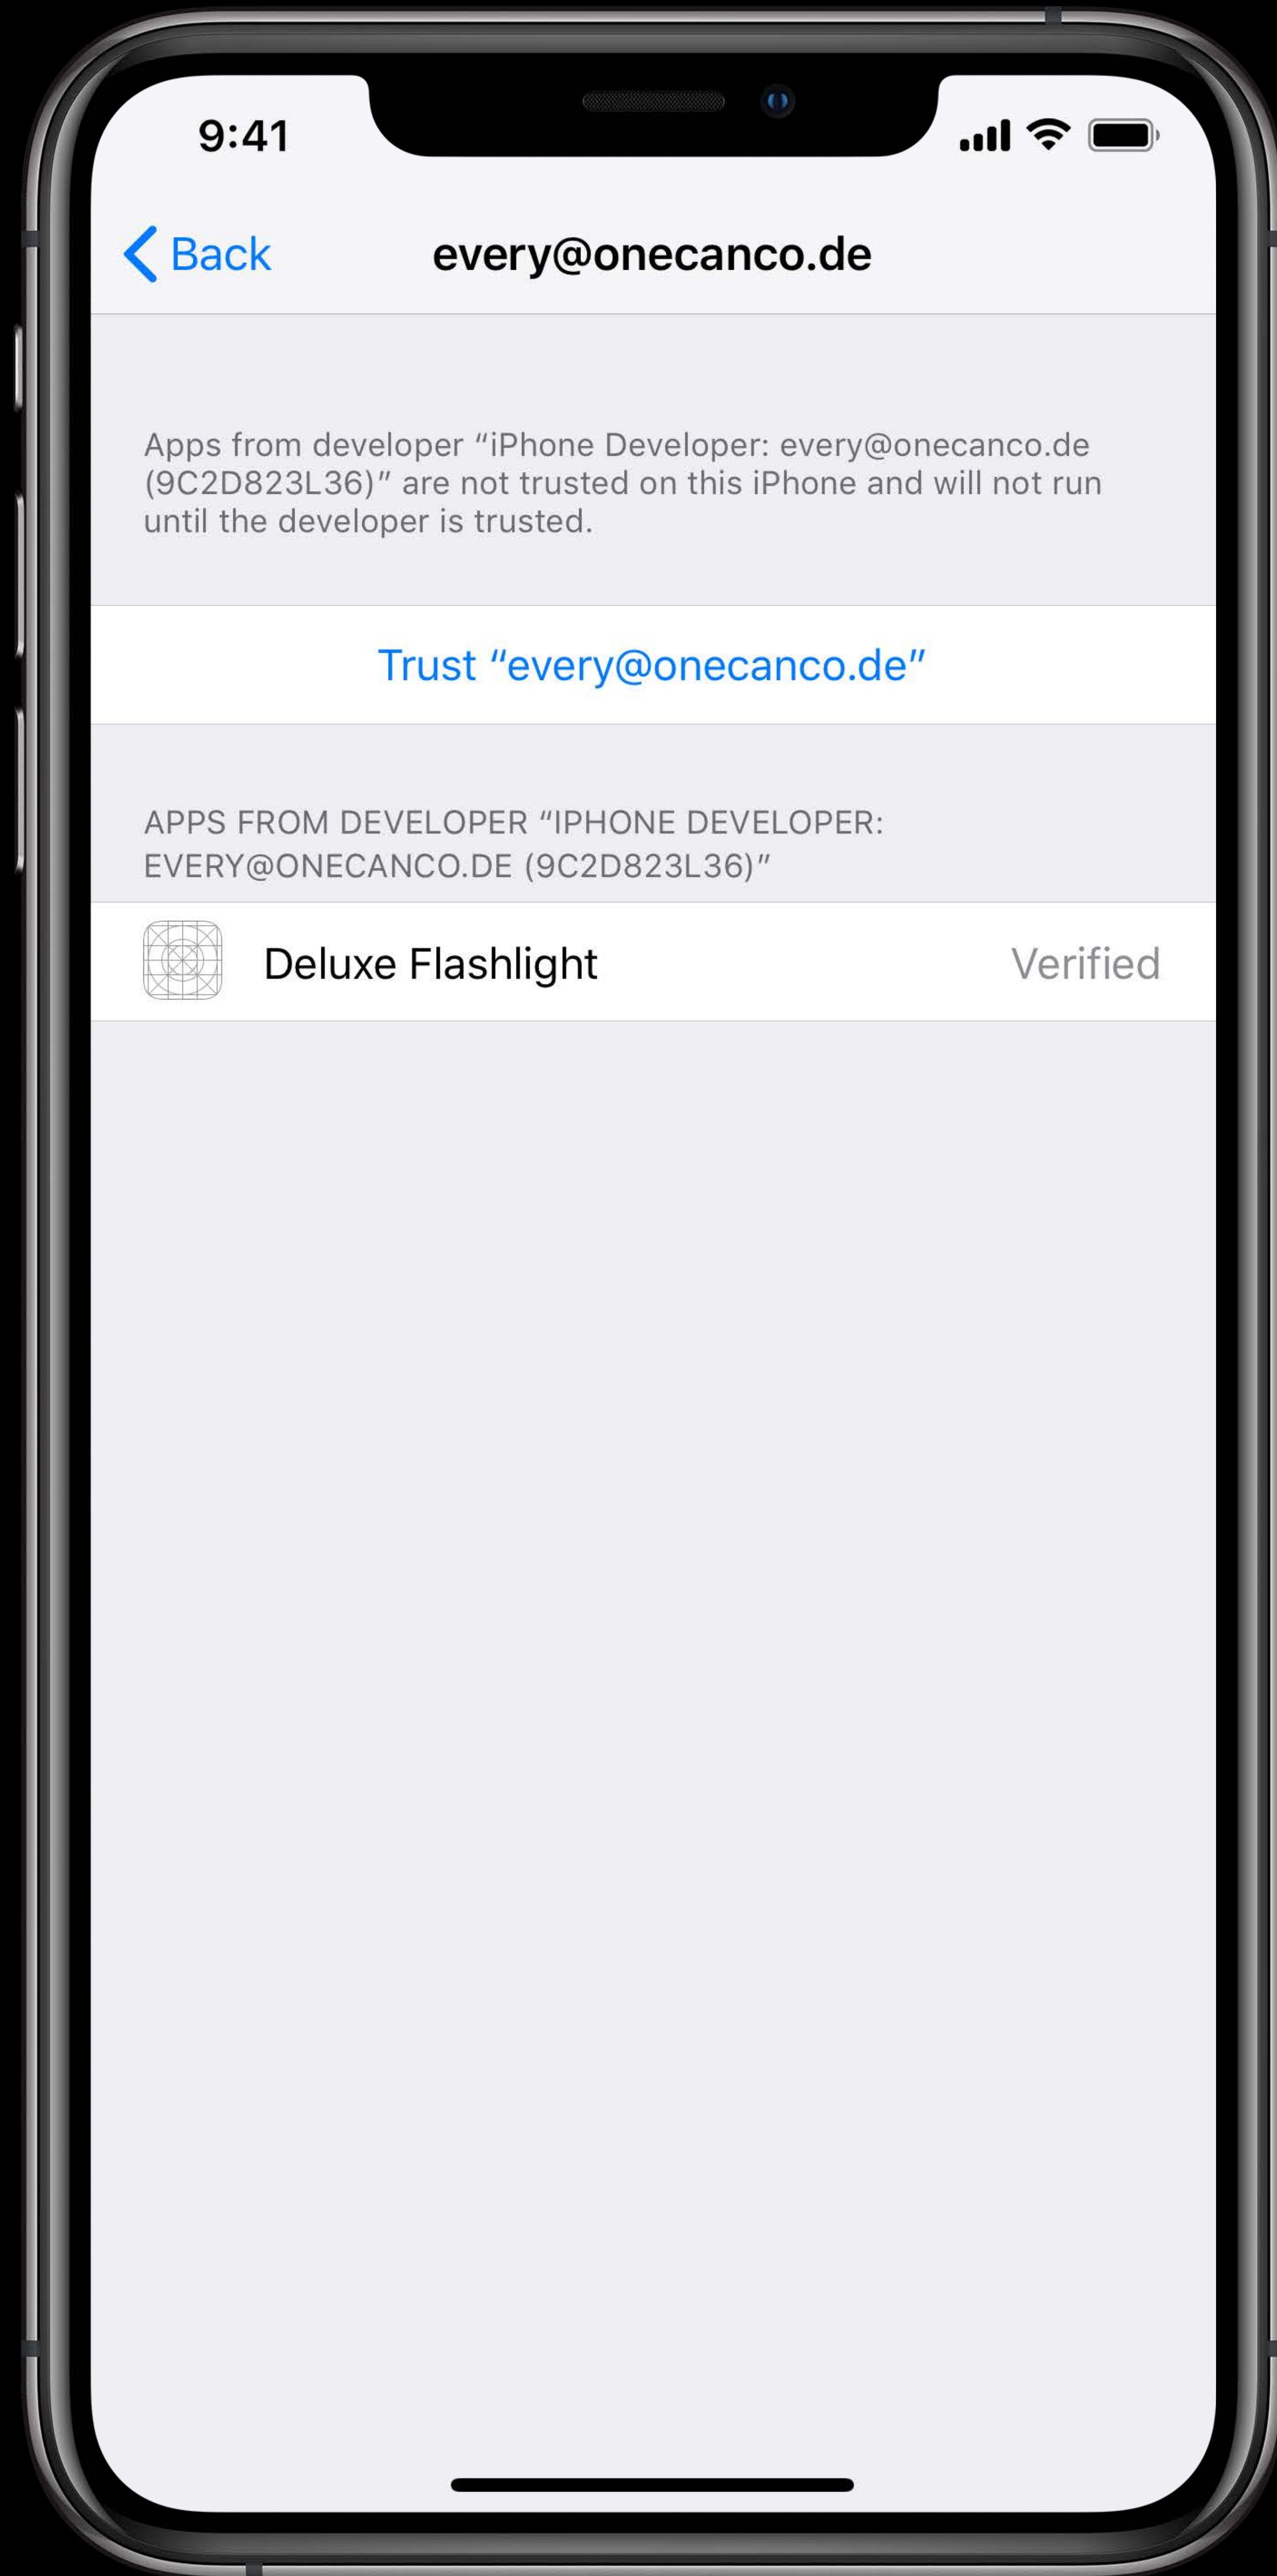 9:41
Back
every@onecanco.de
Apps from developer “iPhone Developer: every@onecanco.de
(9C2D823L36)” are not trusted on this iPhone and will not run
until the developer is trusted.
Trust “every@onecanco.de”
APPS FROM DEVELOPER “IPHONE DEVELOPER:
EVERY@ONECANCO.DE (9C2D823L36)”
Deluxe Flashlight
Verified